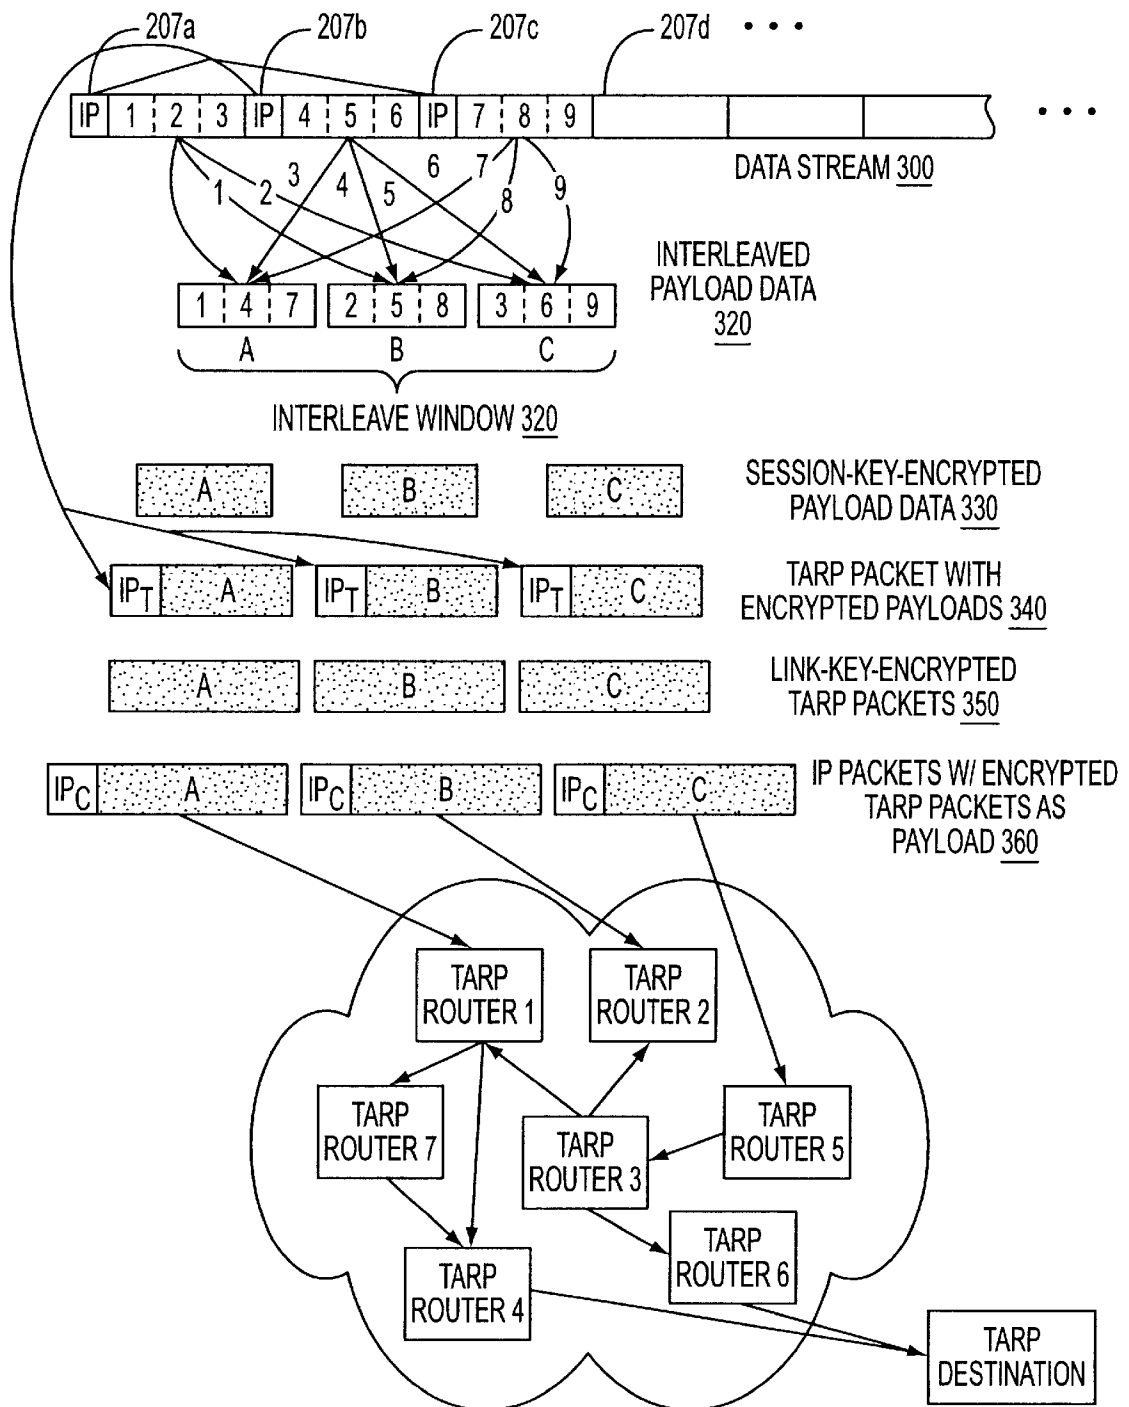 207a 207b 207c 207d • • •
IP 1 2 3 IP 4 5 6 IP 7 8 9 • • •
DATA STREAM 300
1 2 3 4 5 6 7 8 9
INTERLEAVED
PAYLOAD DATA
320
1 4 7 2 5 8 3 6 9
A B C
INTERLEAVE WINDOW 320
A B C
SESSION-KEY-ENCRYPTED
PAYLOAD DATA 330
IPT A IPT B IPT C
TARP PACKET WITH
ENCRYPTED PAYLOADS 340
A B C
LINK-KEY-ENCRYPTED
TARP PACKETS 350
IPC A IPC B IPC C
IP PACKETS W/ ENCRYPTED
TARP PACKETS AS
PAYLOAD 360
TARP
ROUTER 1
TARP
ROUTER 2
TARP
ROUTER 7
TARP
ROUTER 3
TARP
ROUTER 5
TARP
ROUTER 4
TARP
ROUTER 6
TARP
DESTINATION